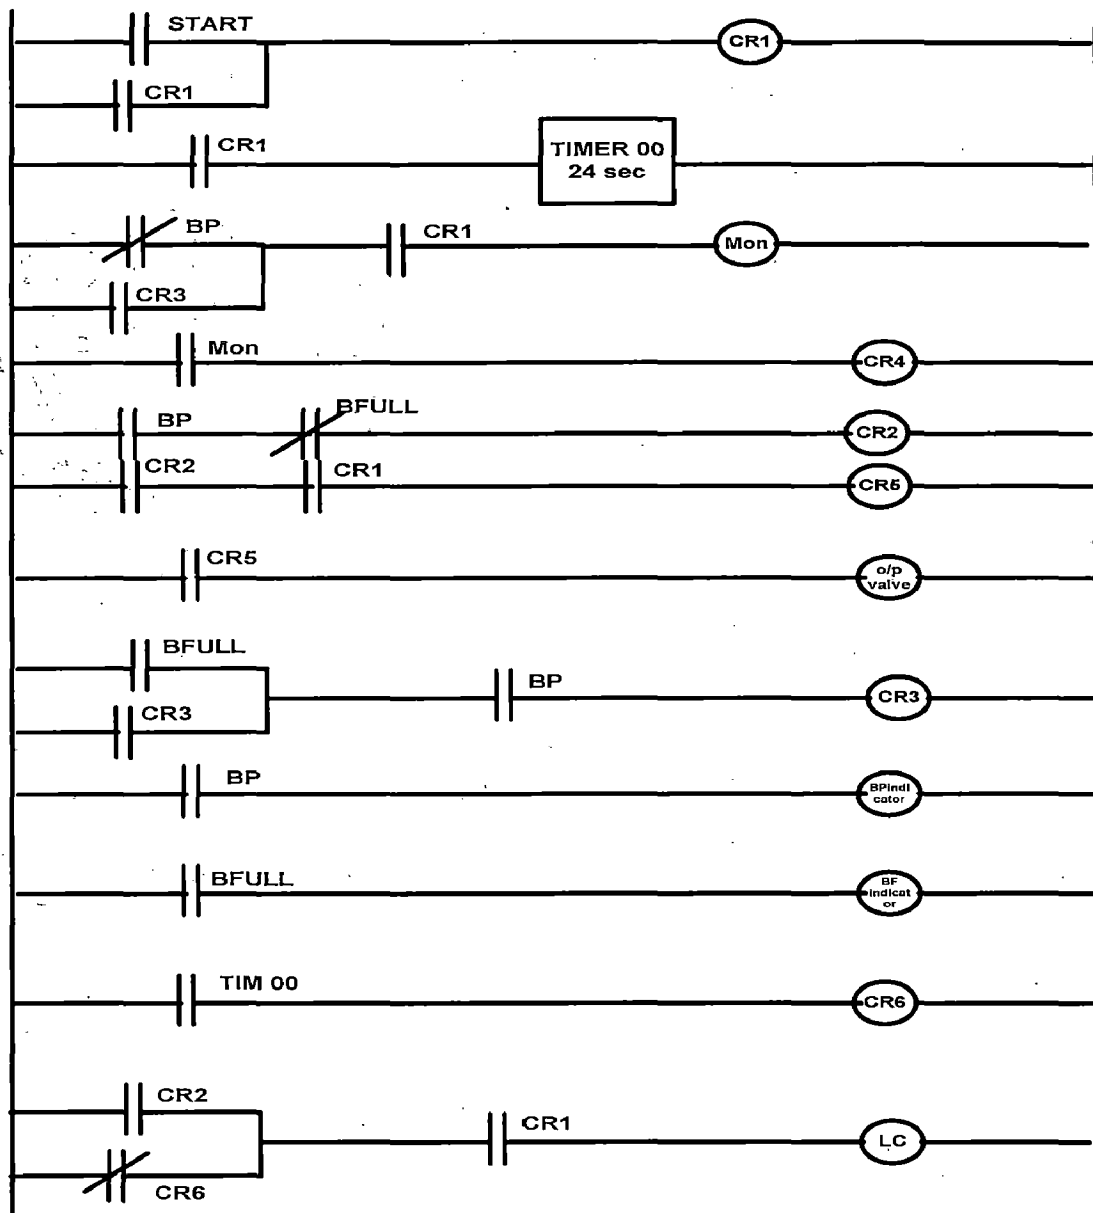 START
CR1
CR1
CR1
TIMER 00
24 sec
BP
CR1
Mon
CR3
Mon
CR4
BP
BFULL
CR2
CR2
CR1
CR5
CR5
o/p
valve
BFULL
CR3
BP
CR3
BP
BPindi
cator
BFULL
BF
indicat
or
TIM 00
CR6
CR2
CR1
LC
CR6